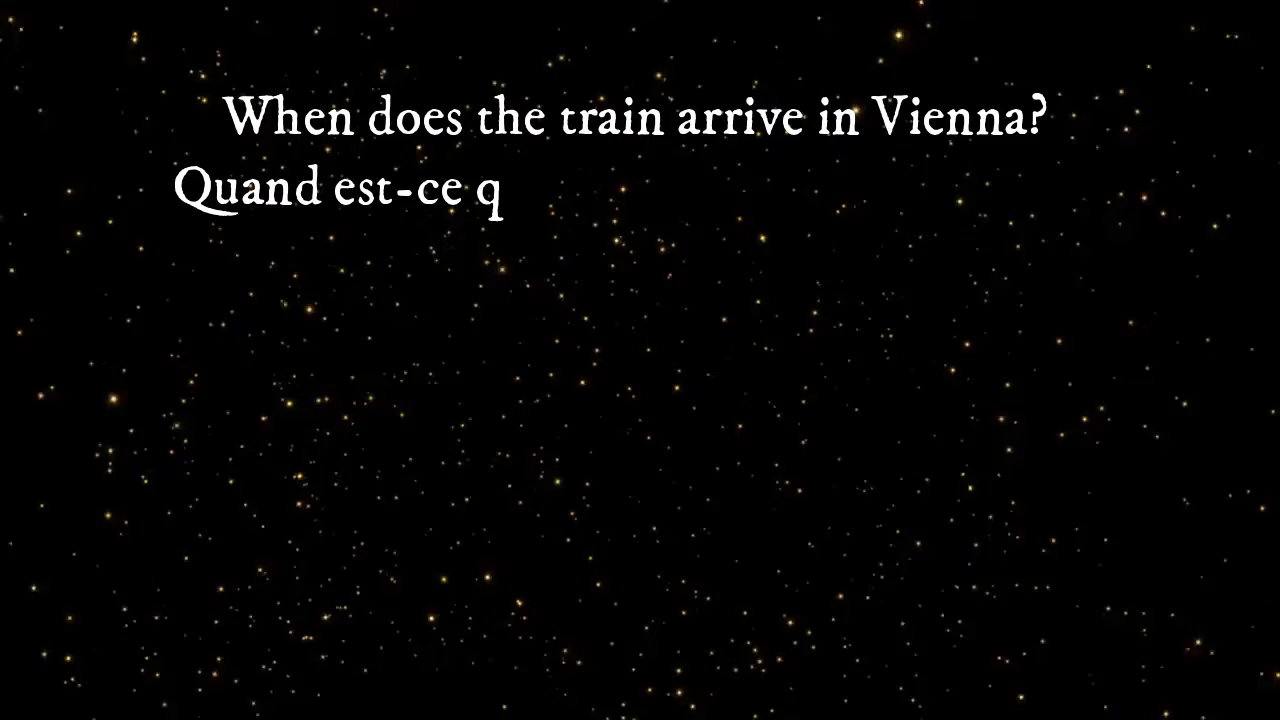 When does the train arrive in Vienna?
Quand est-ce q